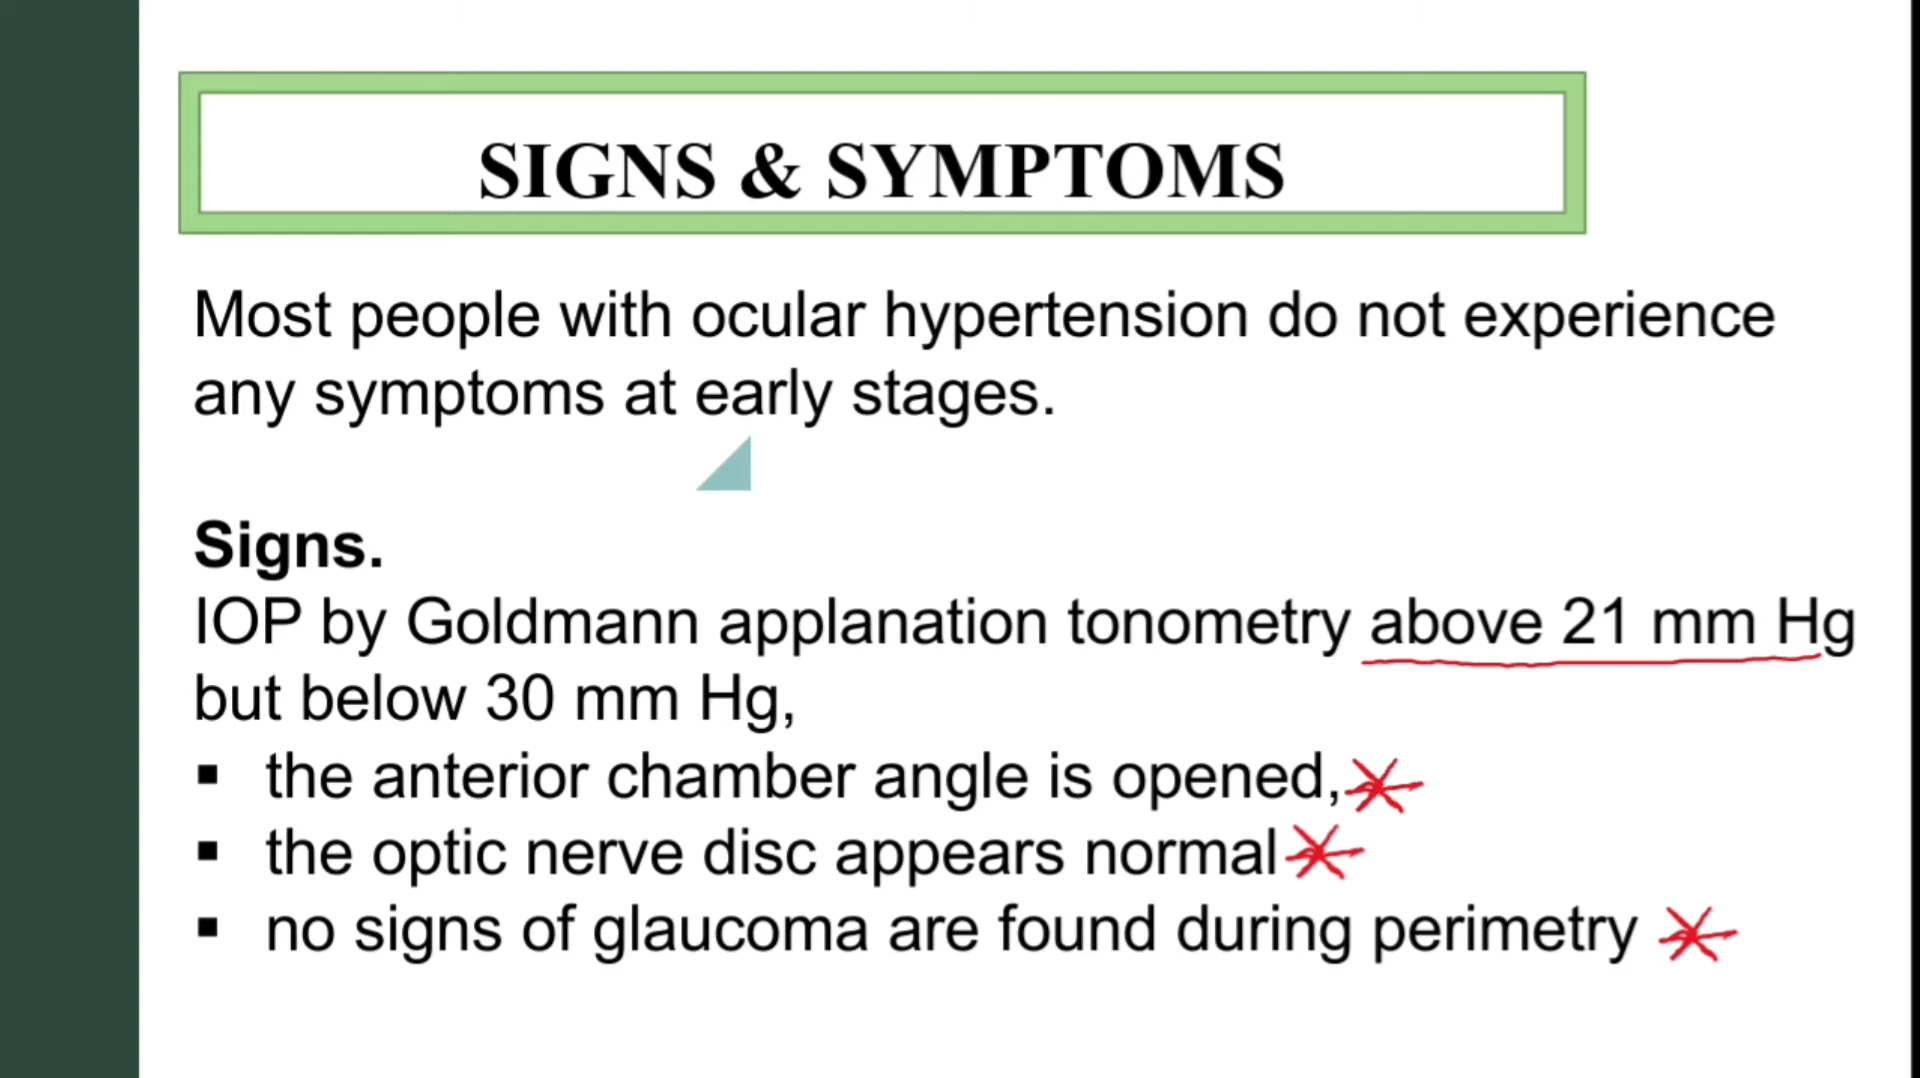 SIGNS & SYMPTOMS
Most people with ocular hypertension do not experience
any symptoms at early stages.
Signs.
IOP by Goldmann applanation tonometry above 21 mm Hg
but below 30 mm Hg,
▪ the anterior chamber angle is opened,
▪ the optic nerve disc appears normal
▪ no signs of glaucoma are found during perimetry